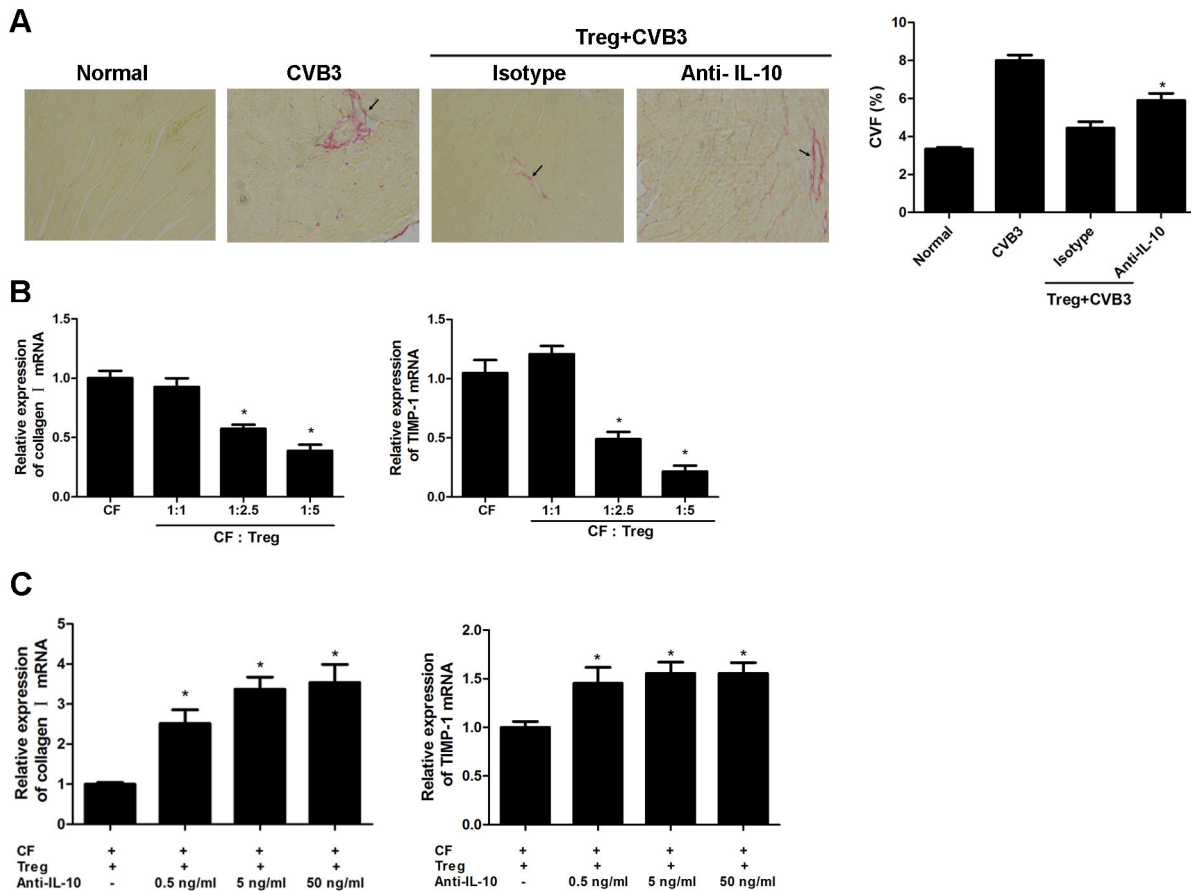 A
Treg+CVB3
Normal CVB3 Isotype Anti- IL-10
CVF (%)
10
8
6
4
2
0
*
Normal CVB3 Isotype Anti-IL-10
Treg+CVB3
B
Relative expression
of collagen Ⅰ mRNA
1.5
1.0
0.5
0.0
* *
CF 1:1 1:2.5 1:5
CF : Treg
Relative expression
of TIMP-1 mRNA
1.5
1.0
0.5
0.0
* *
CF 1:1 1:2.5 1:5
CF : Treg
C
Relative expression
of collagen Ⅰ mRNA
5
4
3
2
1
0
* * *
CF + + + +
Treg + + + +
Anti-IL-10 - 0.5 ng/ml 5 ng/ml 50 ng/ml
Relative expression
of TIMP-1 mRNA
2.0
1.5
1.0
0.5
0.0
* * *
CF + + + +
Treg + + + +
Anti-IL-10 - 0.5 ng/ml 5 ng/ml 50 ng/ml